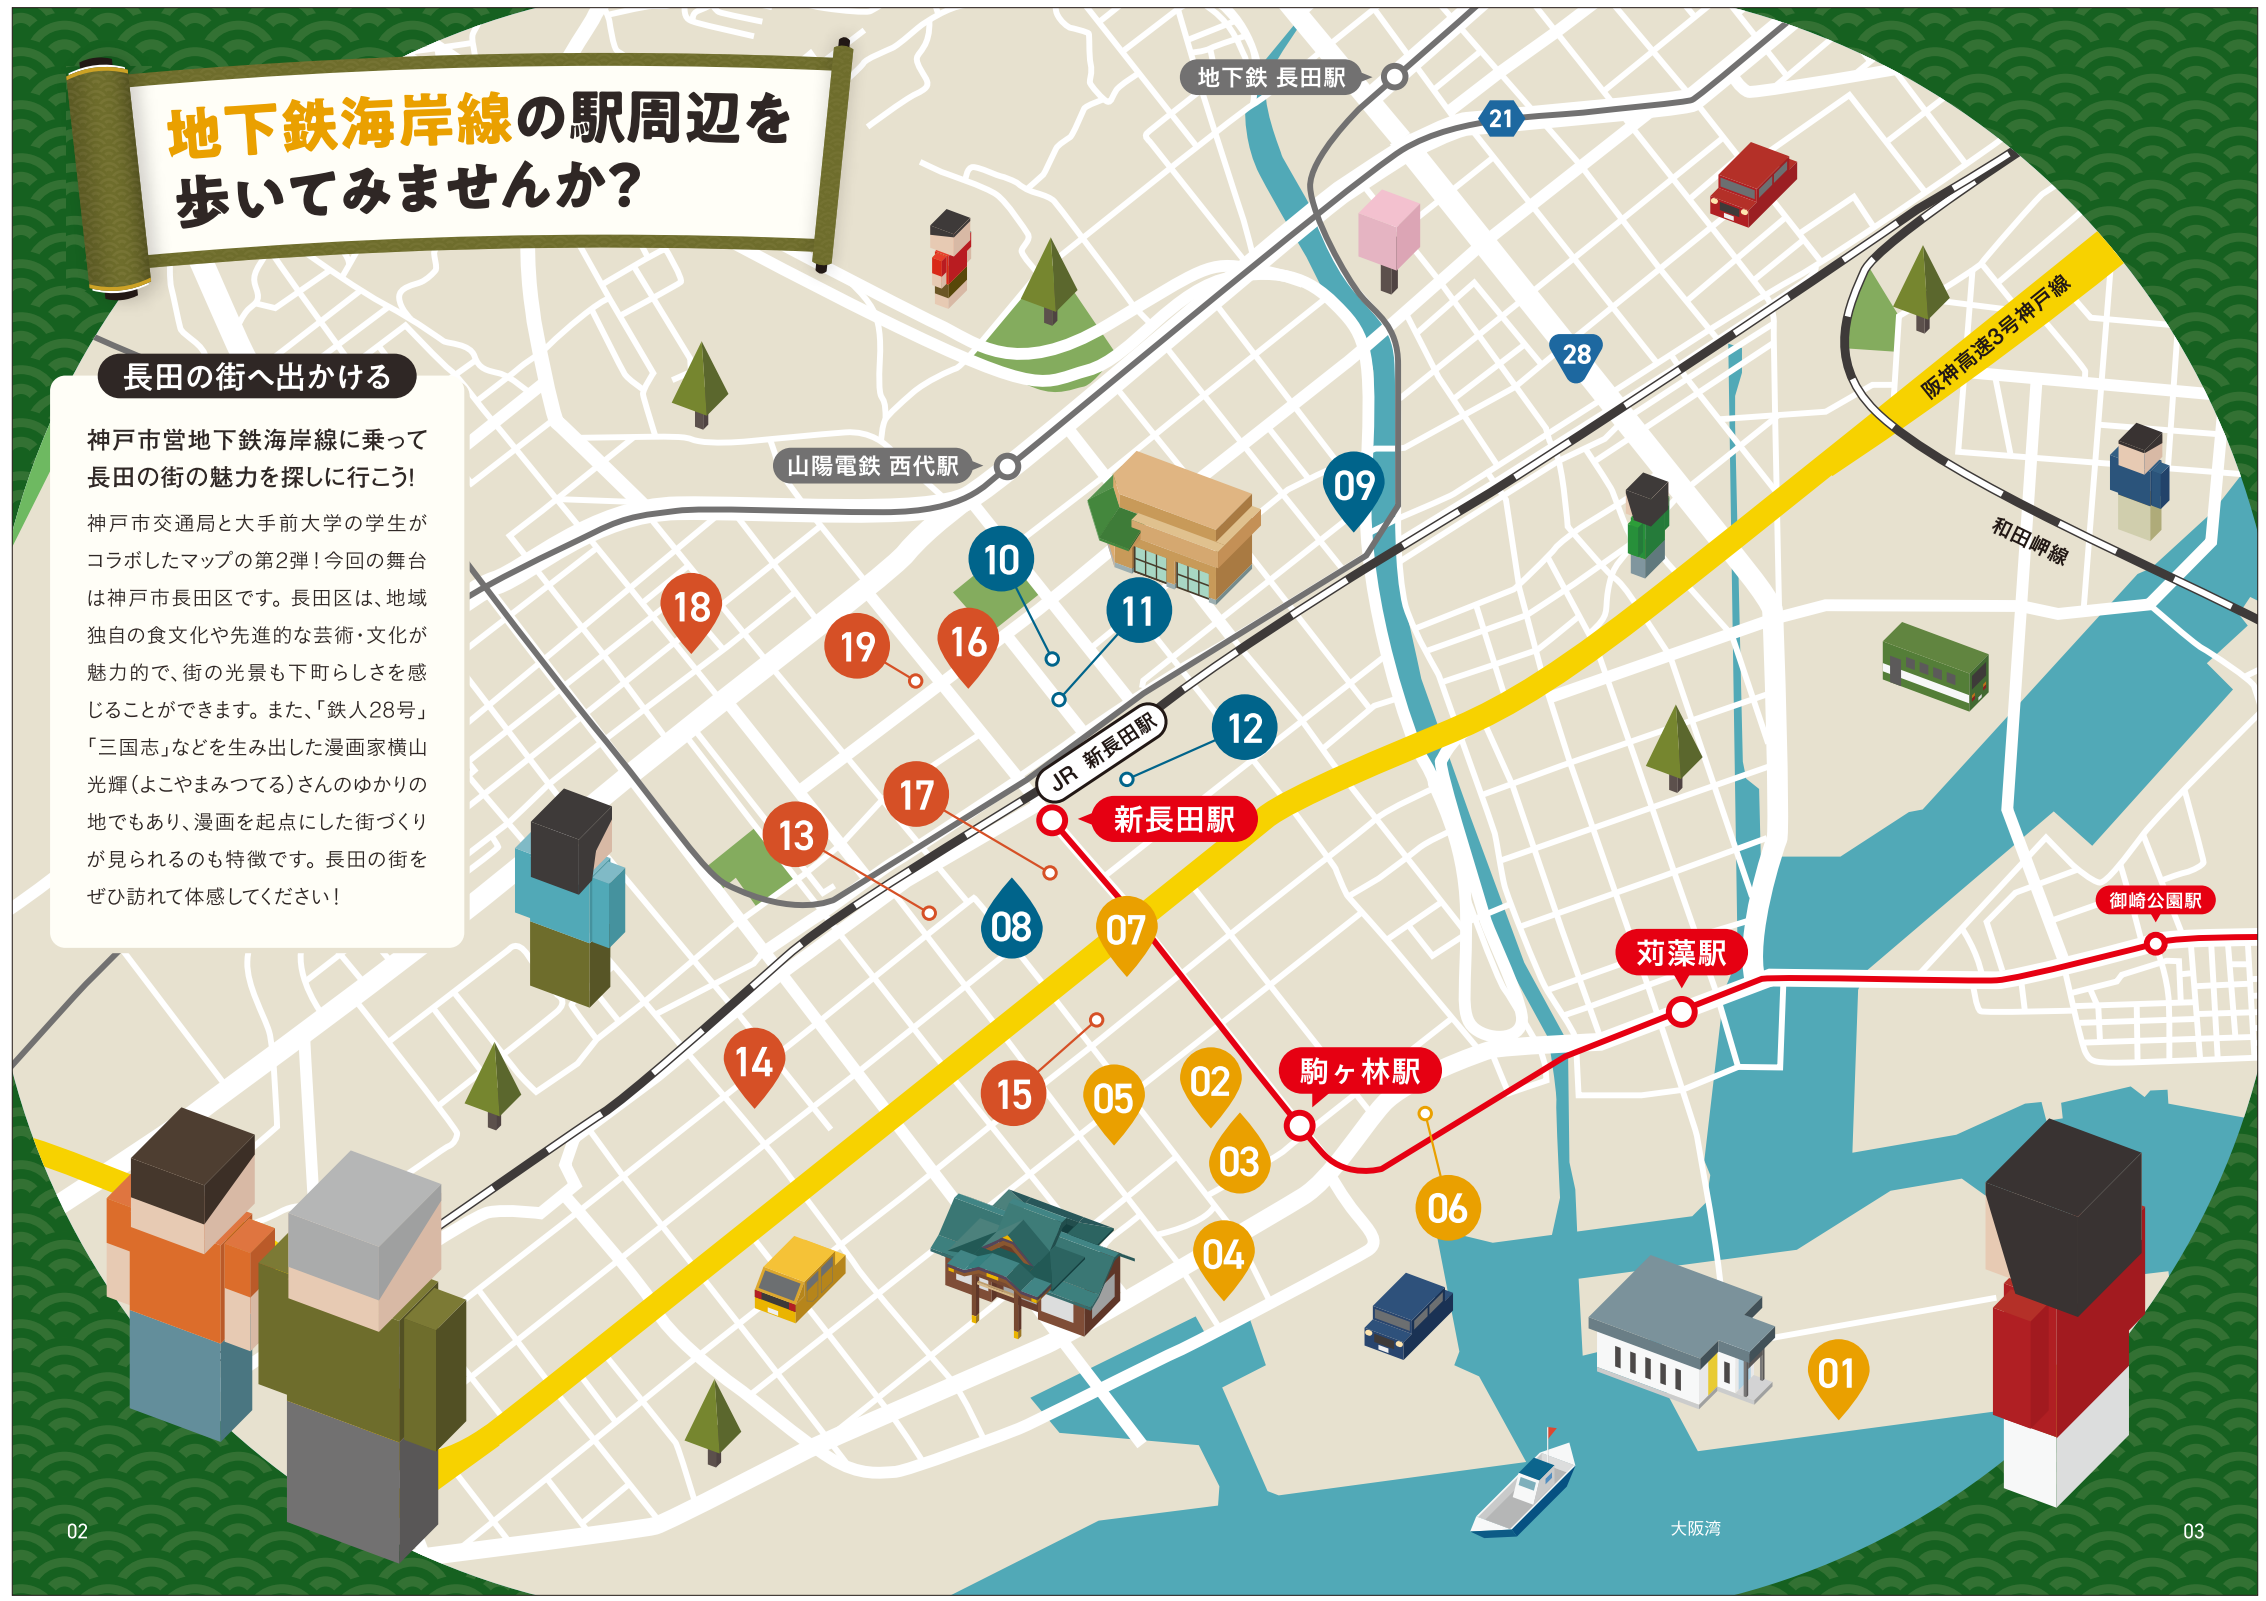 地下鉄海岸線の駅周辺を
歩いてみませんか？
長田の街へ出かける
神戸市営地下鉄海岸線に乗って
長田の街の魅力を探しに行こう!
神戸市交通局と大手前大学の学生が
コラボしたマップの第2弾！今回の舞台
は神戸市長田区です。長田区は、地域
独自の食文化や先進的な芸術・文化が
魅力的で、街の光景も下町らしさを感
じることができます。また、「鉄人28号」
「三国志」などを生み出した漫画家横山
光輝（よこやまみつてる）さんのゆかりの
地でもあり、漫画を起点にした街づくり
が見られるのも特徴です。長田の街を
ぜひ訪れて体感してください！
地下鉄 長田駅
21
28
阪神高速3号神戸線
和田岬線
山陽電鉄 西代駅
09
10
11
18
19
16
12
JR 新長田駅
新長田駅
17
13
08
07
御崎公園駅
苅藻駅
14
15
05
02
駒ヶ林駅
03
06
04
01
大阪湾
02
03